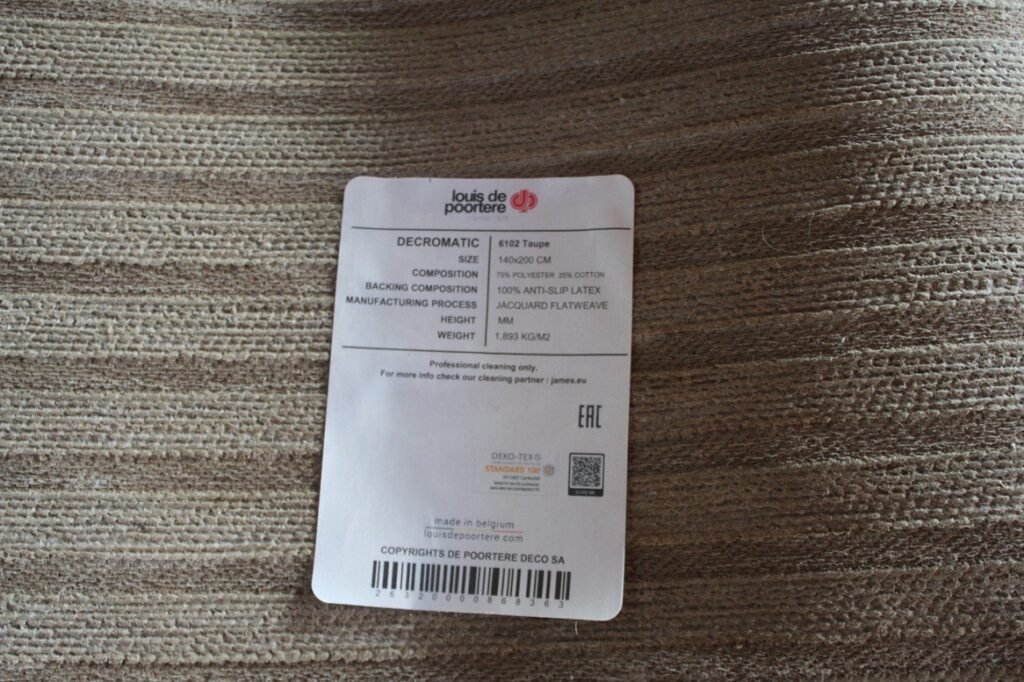 louis de
poortere
DECROMATIC 6102 Taupe
SIZE 140x200 CM
COMPOSITION 75% POLYESTER 25% COTTON
BACKING COMPOSITION 100% ANTI-SLIP LATEX
MANUFACTURING PROCESS JACQUARD FLATWEAVE
HEIGHT MM
WEIGHT 1,893 KG/M2
Professional cleaning only.
For more info check our cleaning partner : james.eu
EAC
OEKO-TEX®
STANDARD 100
made in belgium
louisdepoortere.com
COPYRIGHTS DE POORTERE DECO SA
26320000868363